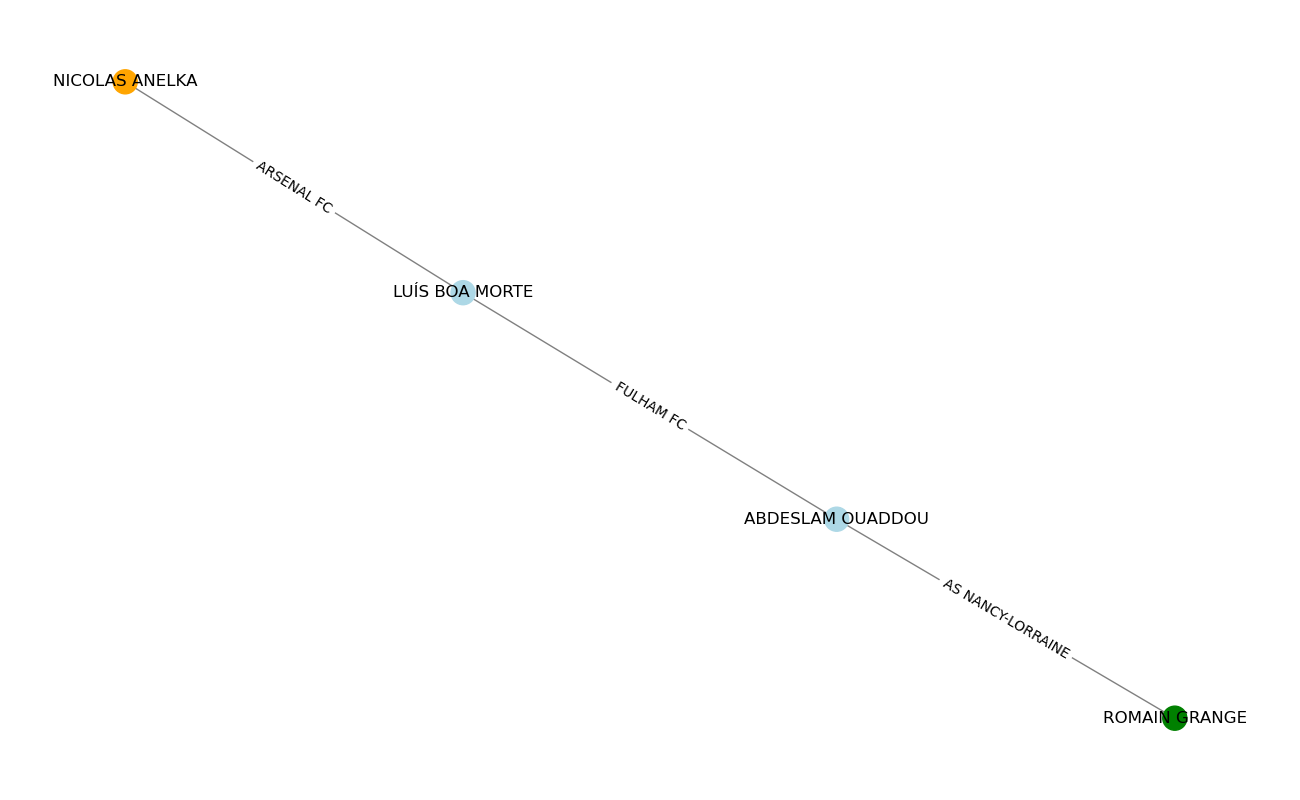 NICOLAS ANELKA
ARSENAL FC
LUÍS BOA MORTE
FULHAM FC
ABDESLAM OUADDOU
AS NANCY-LORRAINE
ROMAIN GRANGE